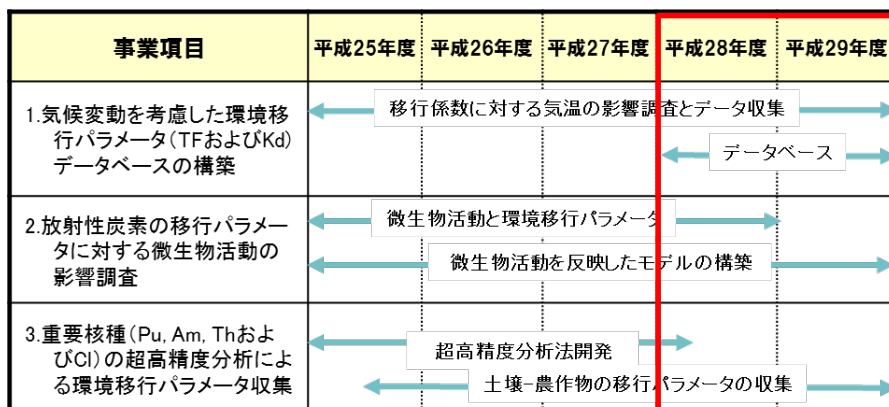 事業項目 平成25年度 平成26年度 平成27年度 平成28年度 平成29年度
1.気候変動を考慮した環境移
行パラメータ(TFおよびKd)
データベースの構築
移行係数に対する気温の影響調査とデータ収集
データベース
2.放射性炭素の移行パラメー
タに対する微生物活動の
影響調査
微生物活動と環境移行パラメータ
微生物活動を反映したモデルの構築
3.重要核種(Pu, Am, Thお
よびCl)の超高精度分析によ
る環境移行パラメータ収集
超高精度分析法開発
土壌-農作物の移行パラメータの収集